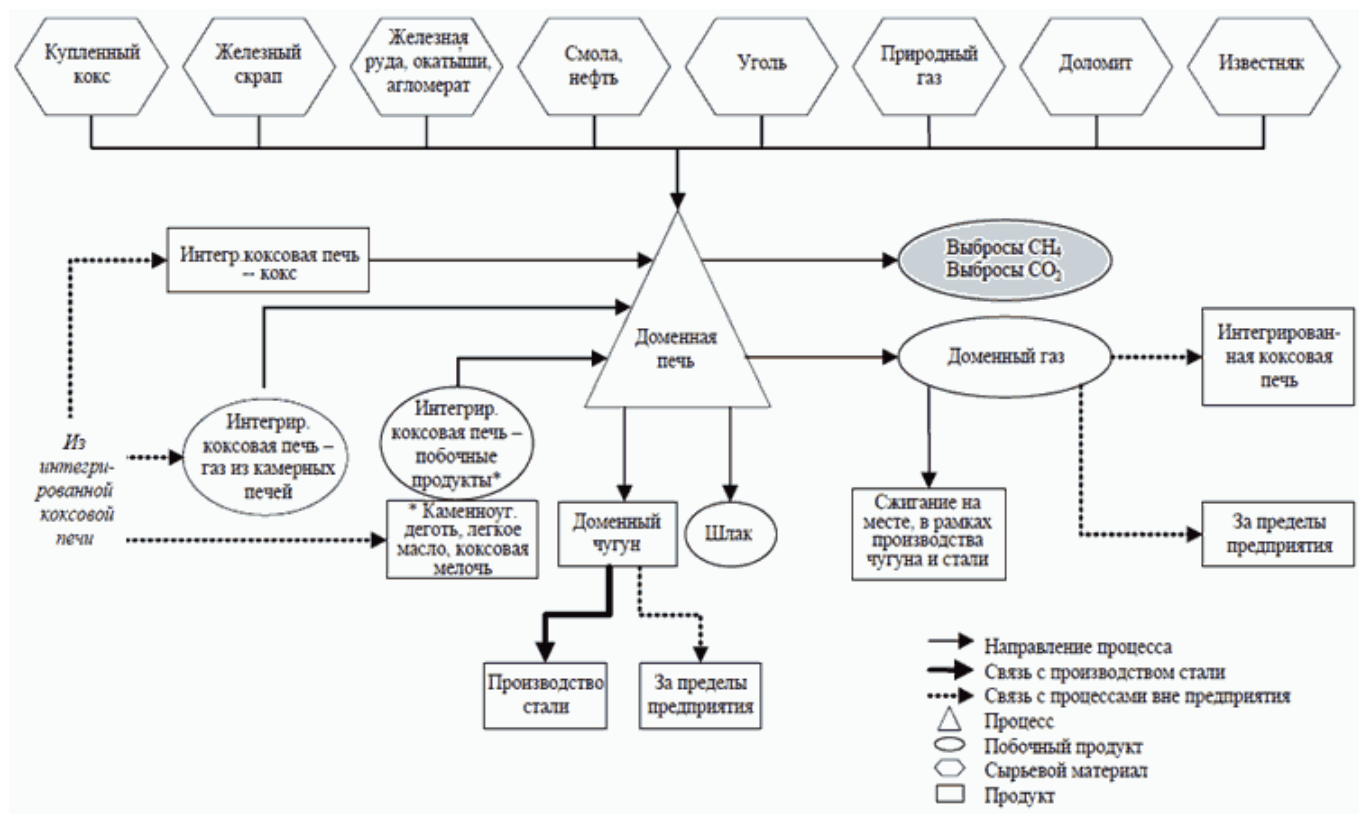 Купленный
кокс
Железный
скрап
Железная
руда, окатыши,
агломерат
Смола,
нефть
Уголь
Природный
газ
Доломит
Известняк
Интегр.коксовая печь
-- кокс
Выбросы CH4
Выбросы CO2
Доменная
печь
Доменный газ
Интегрирован-
ная коксовая
печь
Из
интегри-
рованной
коксовой
печи
Интегрир.
коксовая печь –
газ из камерных
печей
Интегрир.
коксовая печь –
побочные
продукты*
* Каменноуг.
деготь, легкое
масло, коксовая
мелочь
Доменный
чугун
Шлак
Сжигание на
месте, в рамках
производства
чугуна и стали
За пределы
предприятия
Производство
стали
За пределы
предприятия
Направление процесса
Связь с производством стали
Связь с процессами вне предприятия
Процесс
Побочный продукт
Сырьевой материал
Продукт